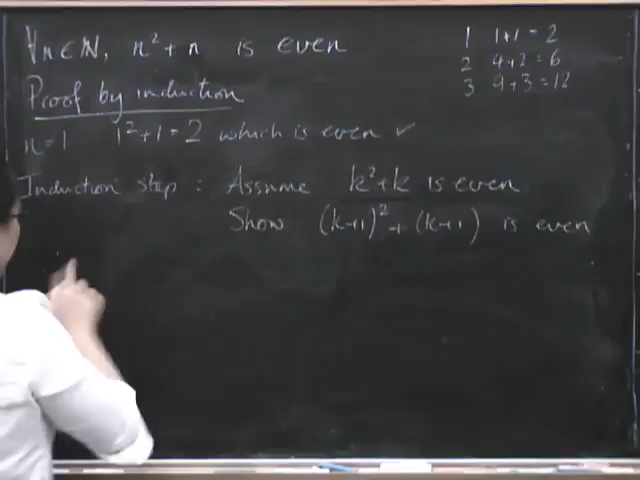 ∀n∈ℕ, n² + n is even
1 1+1 = 2
2 4+2 = 6
3 9+3 = 12
Proof by induction
n=1 1²+1 = 2 which is even ✓
Induction step : Assume k²+k is even
Show (k+1)² + (k+1) is even